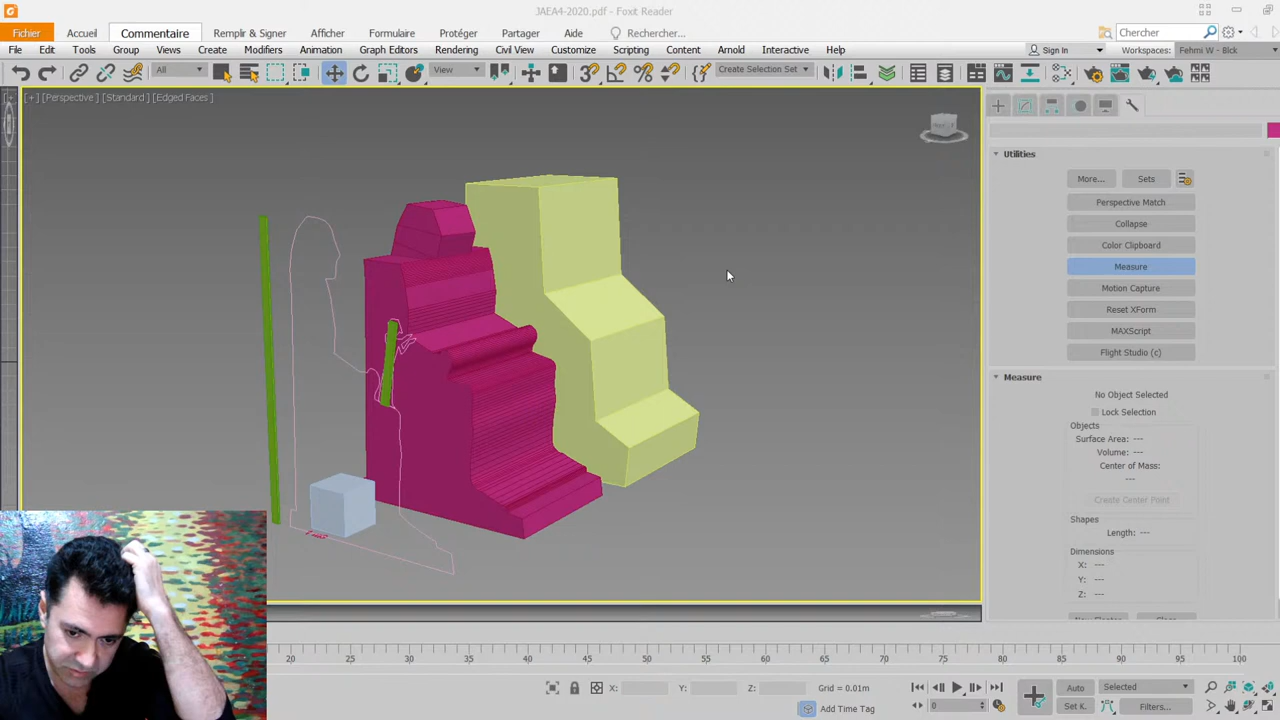 JAEA4-2020.pdf - Foxit Reader
Fichier Accueil Commentaire Remplir & Signer Afficher Formulaire Protéger Partager Aide Rechercher... Chercher
File Edit Tools Group Views Create Modifiers Animation Graph Editors Rendering Civil View Customize Scripting Content Arnold Interactive Help Sign In Workspaces: Fehmi W - Blck
All View Create Selection Set
[+] [Perspective ] [Standard ] [Edged Faces ]
Utilities
More... Sets
Perspective Match
Collapse
Color Clipboard
Measure
Motion Capture
Reset XForm
MAXScript
Flight Studio (c)
Measure
No Object Selected
Lock Selection
Objects
Surface Area: ---
Volume: ---
Center of Mass:
---
Create Center Point
Shapes
Length: ---
Dimensions
X: ---
Y: ---
Z: ---
20 25 30 35 40 45 50 55 60 65 70 75 80 85 90 95 100
X: Y: Z: Grid = 0.01m Auto Selected
0 Add Time Tag Set K. Filters...